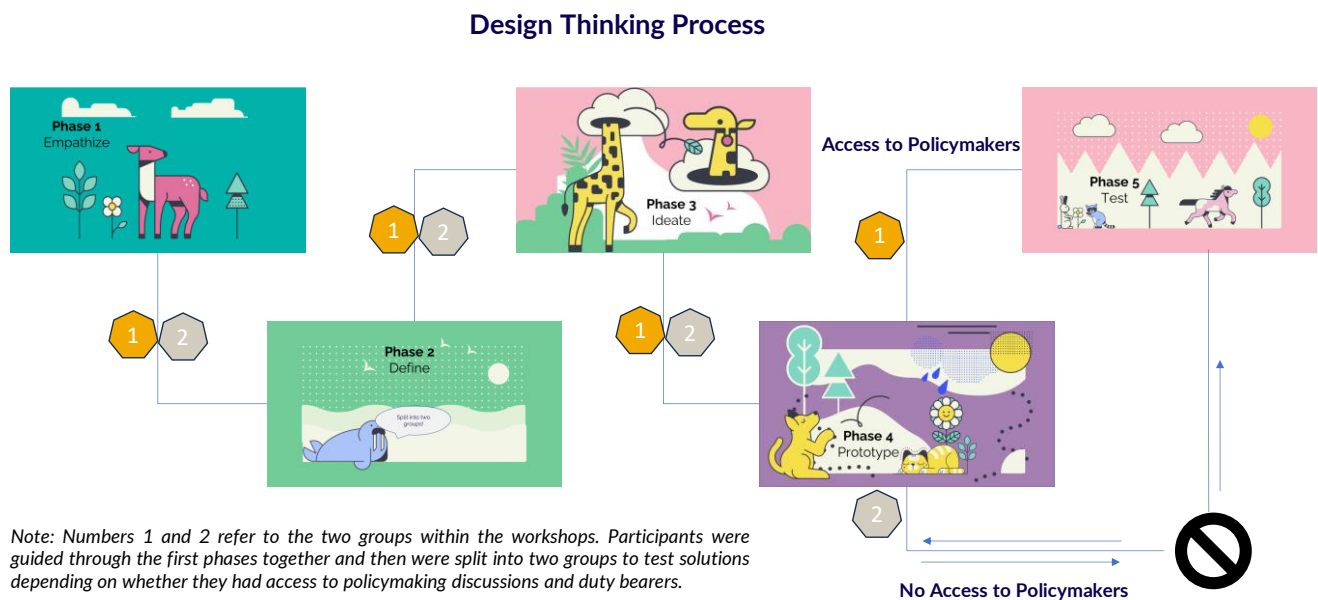 Design Thinking Process
Phase 1
Empathize
1
2
Phase 2
Define
Split into two
groups!
1
2
Phase 3
Ideate
1
2
Phase 4
Prototype
Access to Policymakers
1
Phase 5
Test
2
No Access to Policymakers
Note: Numbers 1 and 2 refer to the two groups within the workshops. Participants were
guided through the first phases together and then were split into two groups to test solutions
depending on whether they had access to policymaking discussions and duty bearers.